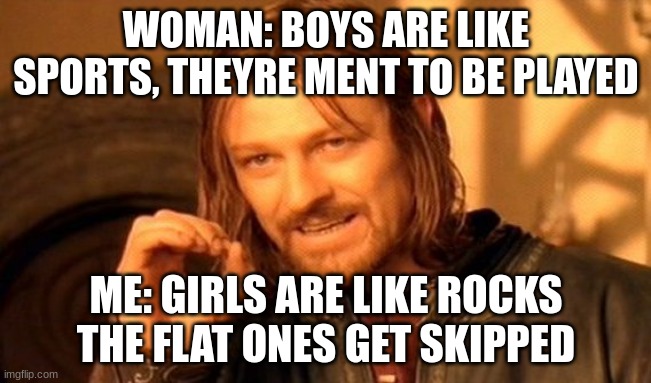 WOMAN: BOYS ARE LIKE
SPORTS, THEYRE MENT TO BE PLAYED
ME: GIRLS ARE LIKE ROCKS
THE FLAT ONES GET SKIPPED
imgflip.com